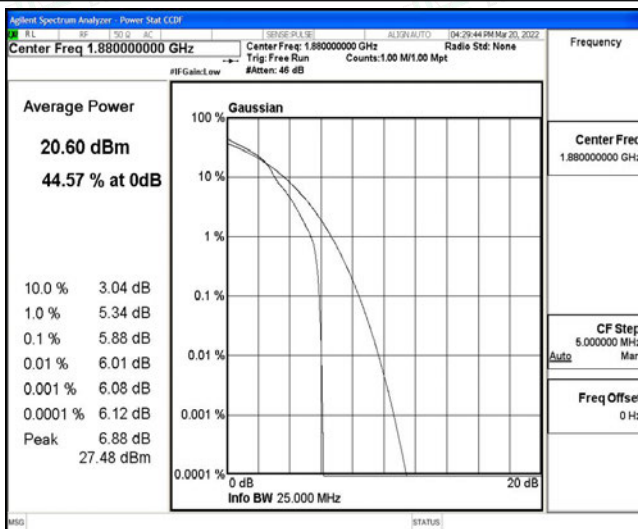 Agilent Spectrum Analyzer - Power Stat CCDF
RL RF 50 Ω AC SENSE:PULSE ALIGNAUTO 04:29:44 PM Mar 20, 2022
Center Freq 1.880000000 GHz
Center Freq: 1.880000000 GHz Radio Std: None
Trig: Free Run Counts:1.00 M/1.00 Mpt
#IFGain:Low #Atten: 46 dB
Frequency
Average Power
20.60 dBm
44.57 % at 0dB
10.0 % 3.04 dB
1.0 % 5.34 dB
0.1 % 5.88 dB
0.01 % 6.01 dB
0.001 % 6.08 dB
0.0001 % 6.12 dB
Peak 6.88 dB
27.48 dBm
Gaussian
100 %
10 %
1 %
0.1 %
0.01 %
0.001 %
0.0001 %
0 dB 20 dB
Info BW 25.000 MHz
Center Freq
1.880000000 GHz
CF Step
5.000000 MHz
Auto Man
Freq Offset
0 Hz
MSG STATUS